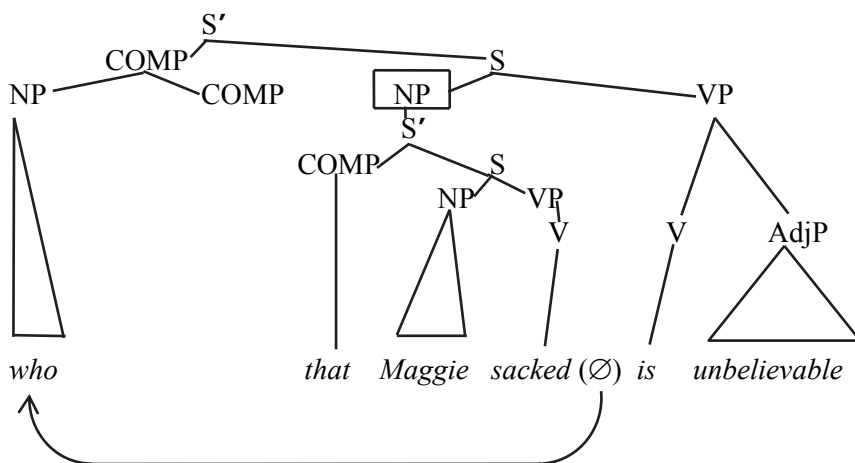 S′
COMP S
NP COMP NP VP
S′
COMP S
NP VP
V V AdjP
who that Maggie sacked (∅) is unbelievable